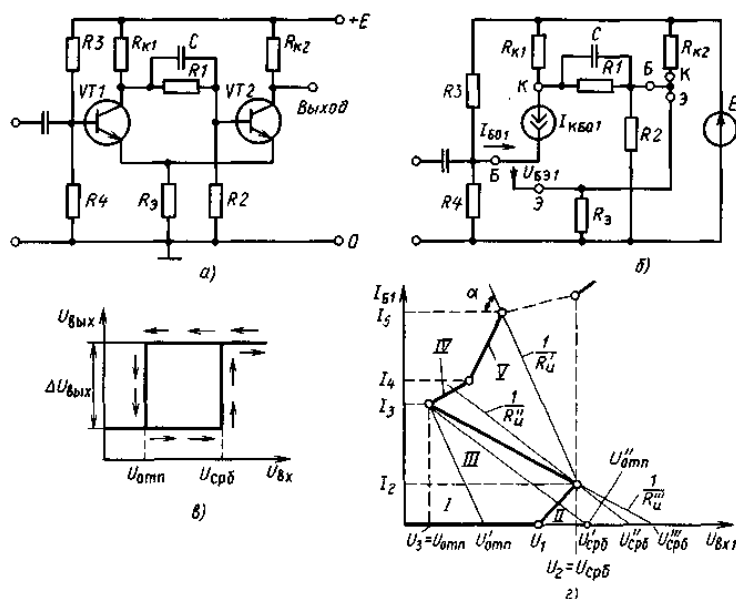 +E
R3
Rк1
C
R1
Rк2
VT1
VT2
Выход
R4
Rэ
R2
0
а)
Rк1
C
R1
Rк2
R3
К
Б
К
Э
E
IБ01
IКБ01
R2
Б
UБЭ1
Э
R4
Rэ
б)
Uвых
ΔUвых
Uотп
Uсрб
Uвх
в)
IБ1
I5
α
IV
V
1/R'и
I4
I3
1/R''и
III
U''отп
I2
1/R'''и
I
II
U3=Uотп
U'отп
U1
U'срб
U''срб
U'''срб
Uвх1
U2=Uсрб
г)